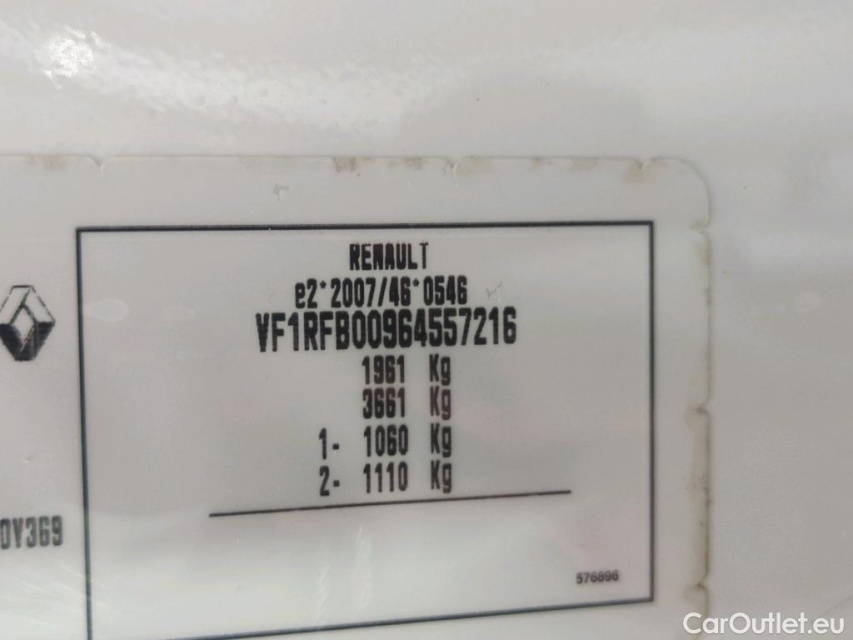 RENAULT
e2*2007/46*0546
VF1RFB00964557216
1961 Kg
3661 Kg
1- 1060 Kg
2- 1110 Kg
0Y369
576896
CarOutlet.eu